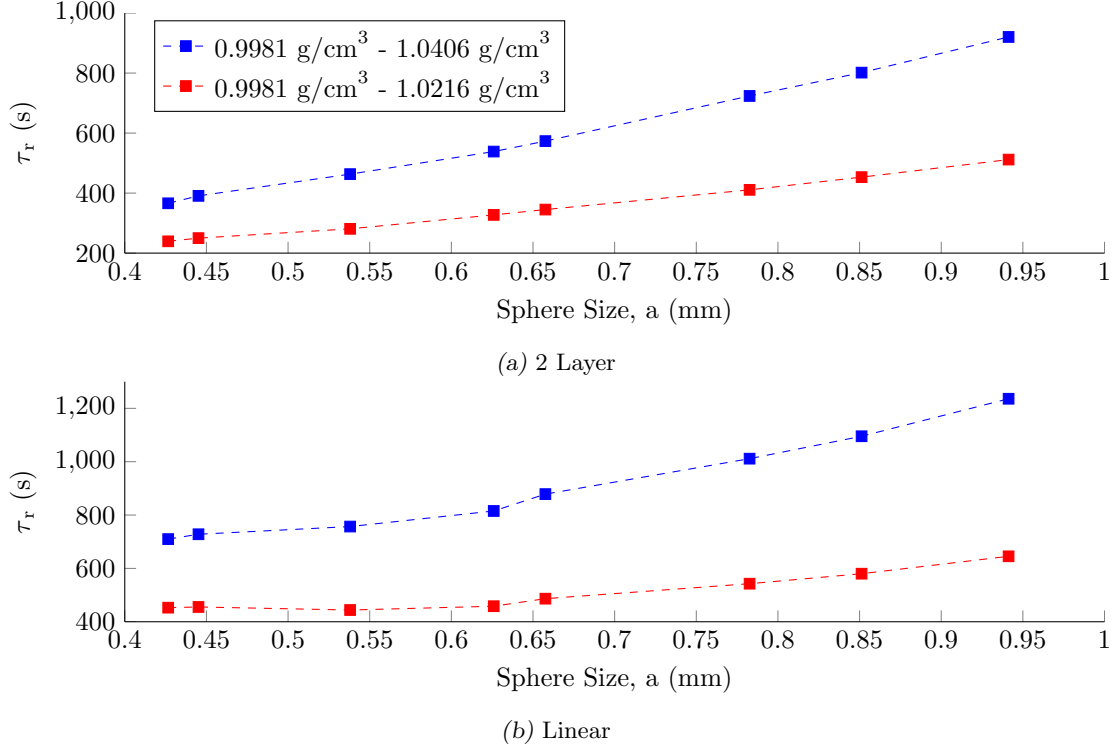 1,000
800
600
400
200
τr (s)
0.9981 g/cm³ - 1.0406 g/cm³
0.9981 g/cm³ - 1.0216 g/cm³
0.4 0.45 0.5 0.55 0.6 0.65 0.7 0.75 0.8 0.85 0.9 0.95 1
Sphere Size, a (mm)
(a) 2 Layer
1,200
1,000
800
600
400
τr (s)
0.4 0.45 0.5 0.55 0.6 0.65 0.7 0.75 0.8 0.85 0.9 0.95 1
Sphere Size, a (mm)
(b) Linear